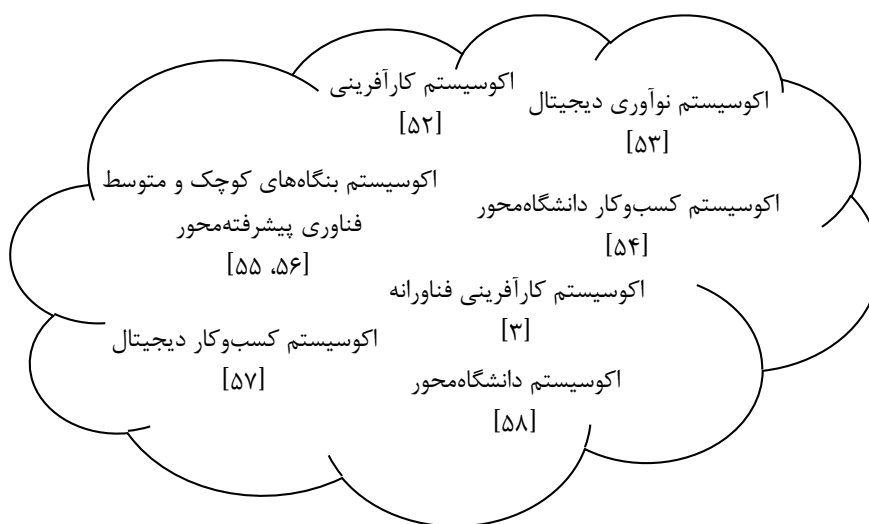 اکوسیستم کارآفرینی
[۵۲]
اکوسیستم نوآوری دیجیتال
[۵۳]
اکوسیستم بنگاه‌های کوچک و متوسط
فناوری پیشرفته‌محور
[۵۵، ۵۶]
اکوسیستم کسب‌وکار دانشگاه‌محور
[۵۴]
اکوسیستم کارآفرینی فناورانه
[۳]
اکوسیستم کسب‌وکار دیجیتال
[۵۷]
اکوسیستم دانشگاه‌محور
[۵۸]